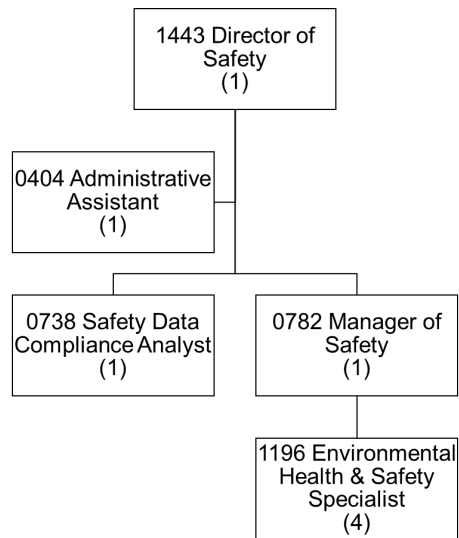 1443 Director of
Safety
(1)
0404 Administrative
Assistant
(1)
0738 Safety Data
Compliance Analyst
(1)
0782 Manager of
Safety
(1)
1196 Environmental
Health & Safety
Specialist
(4)